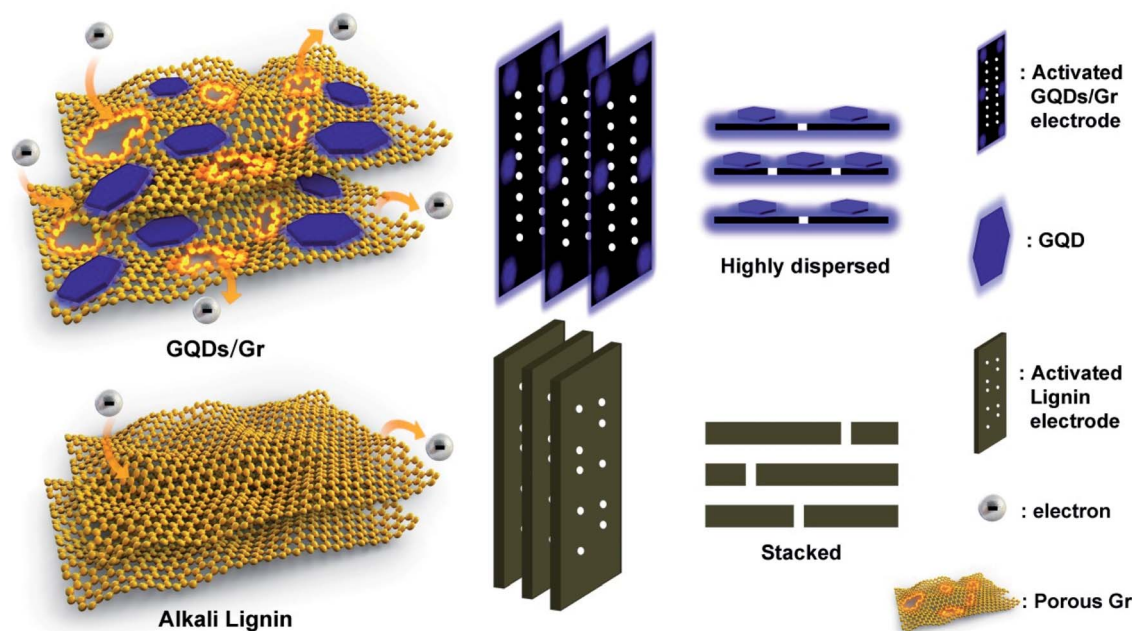 GQDs/Gr
Highly dispersed
: Activated
GQDs/Gr
electrode
: GQD
Alkali Lignin
Stacked
: Activated
Lignin
electrode
: electron
: Porous Gr